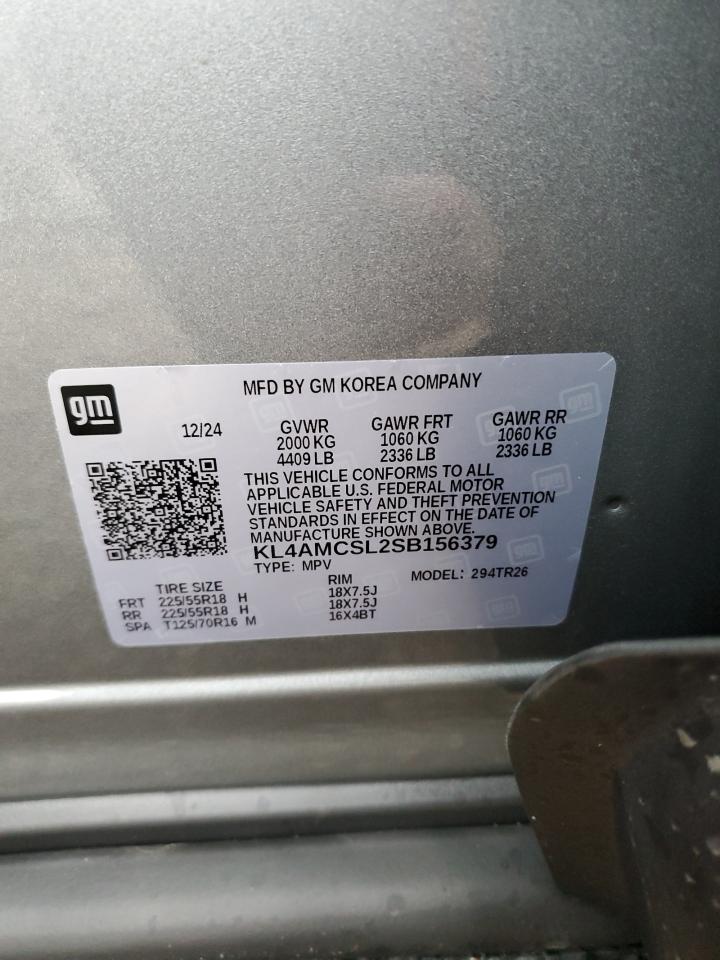 gm
MFD BY GM KOREA COMPANY
12/24
GVWR
2000 KG
4409 LB
GAWR FRT
1060 KG
2336 LB
GAWR RR
1060 KG
2336 LB
THIS VEHICLE CONFORMS TO ALL
APPLICABLE U.S. FEDERAL MOTOR
VEHICLE SAFETY AND THEFT PREVENTION
STANDARDS IN EFFECT ON THE DATE OF
MANUFACTURE SHOWN ABOVE.
KL4AMCSL2SB156379
TYPE: MPV
MODEL: 294TR26
TIRE SIZE RIM
FRT 225/55R18 H 18X7.5J
RR 225/55R18 H 18X7.5J
SPA T125/70R16 M 16X4BT